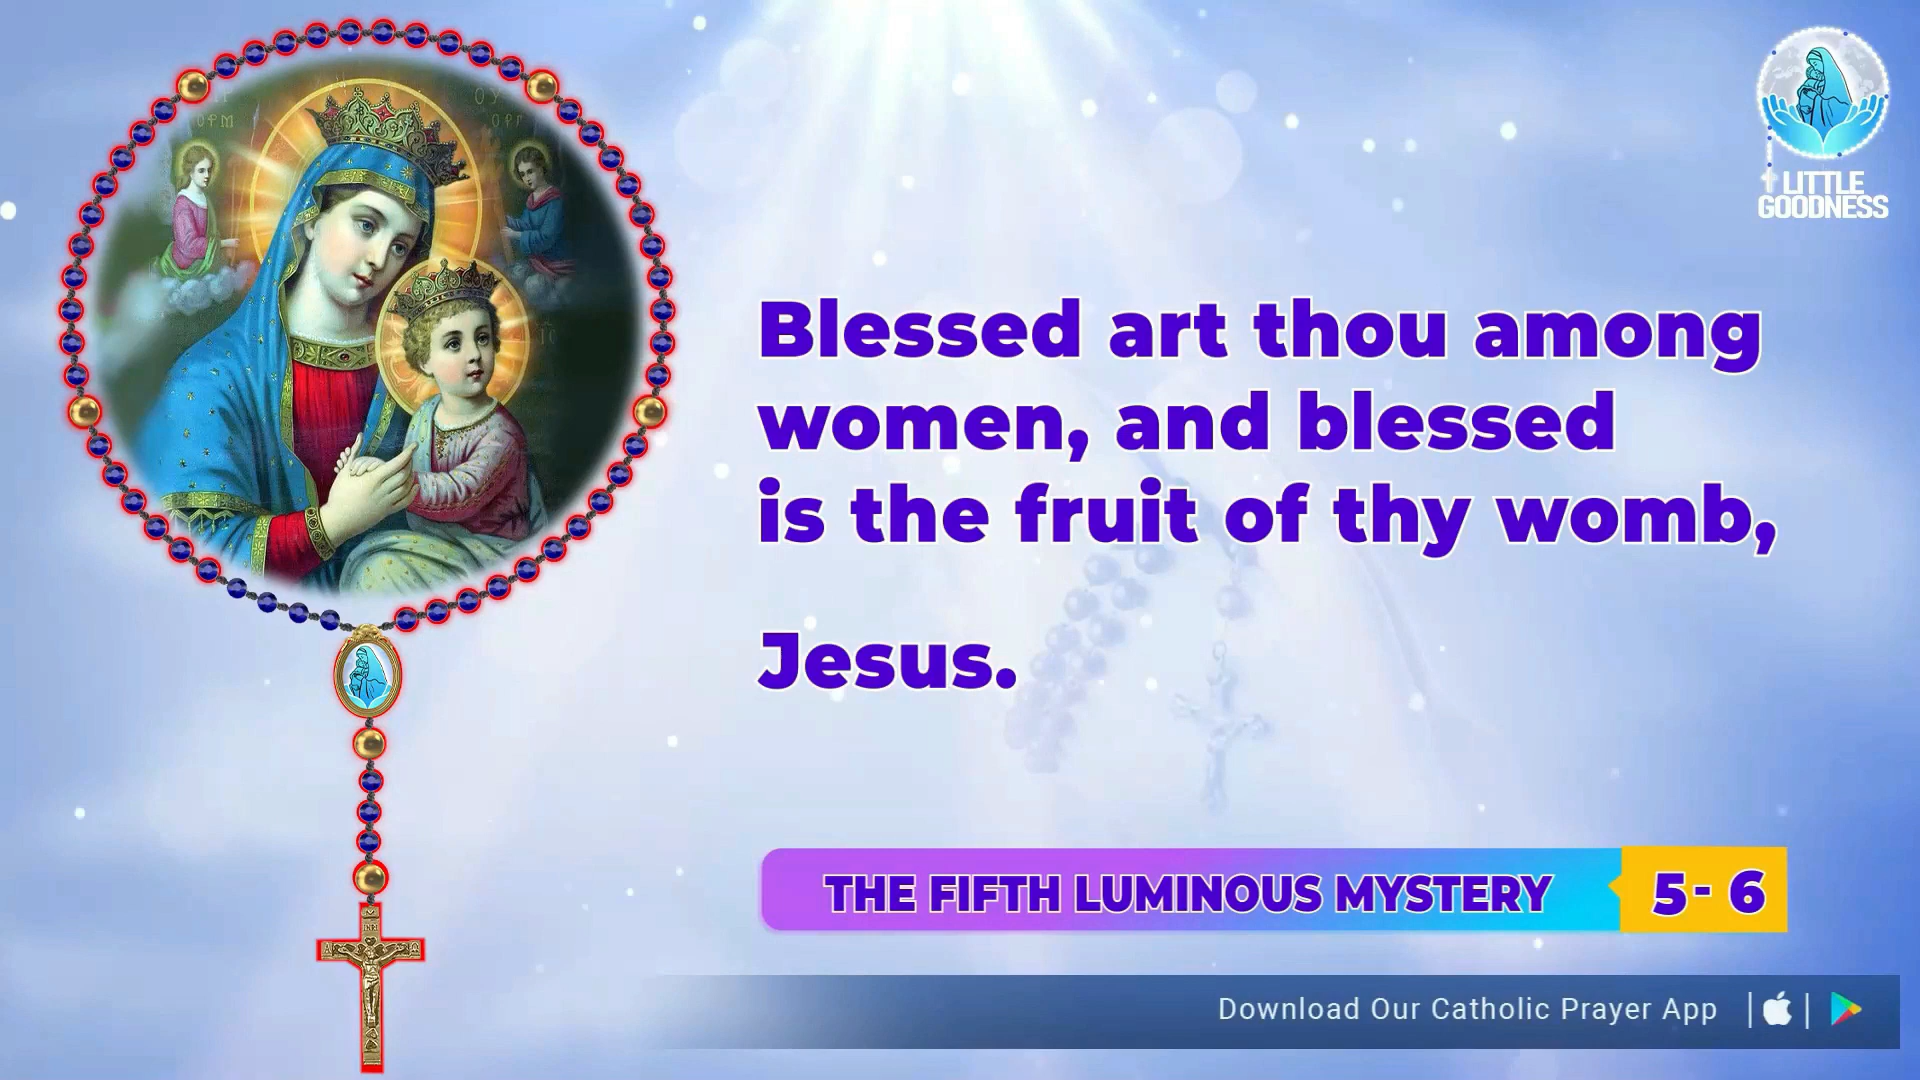 LITTLE
GOODNESS
Blessed art thou among
women, and blessed
is the fruit of thy womb,
Jesus.
THE FIFTH LUMINOUS MYSTERY
5- 6
Download Our Catholic Prayer App
INRI